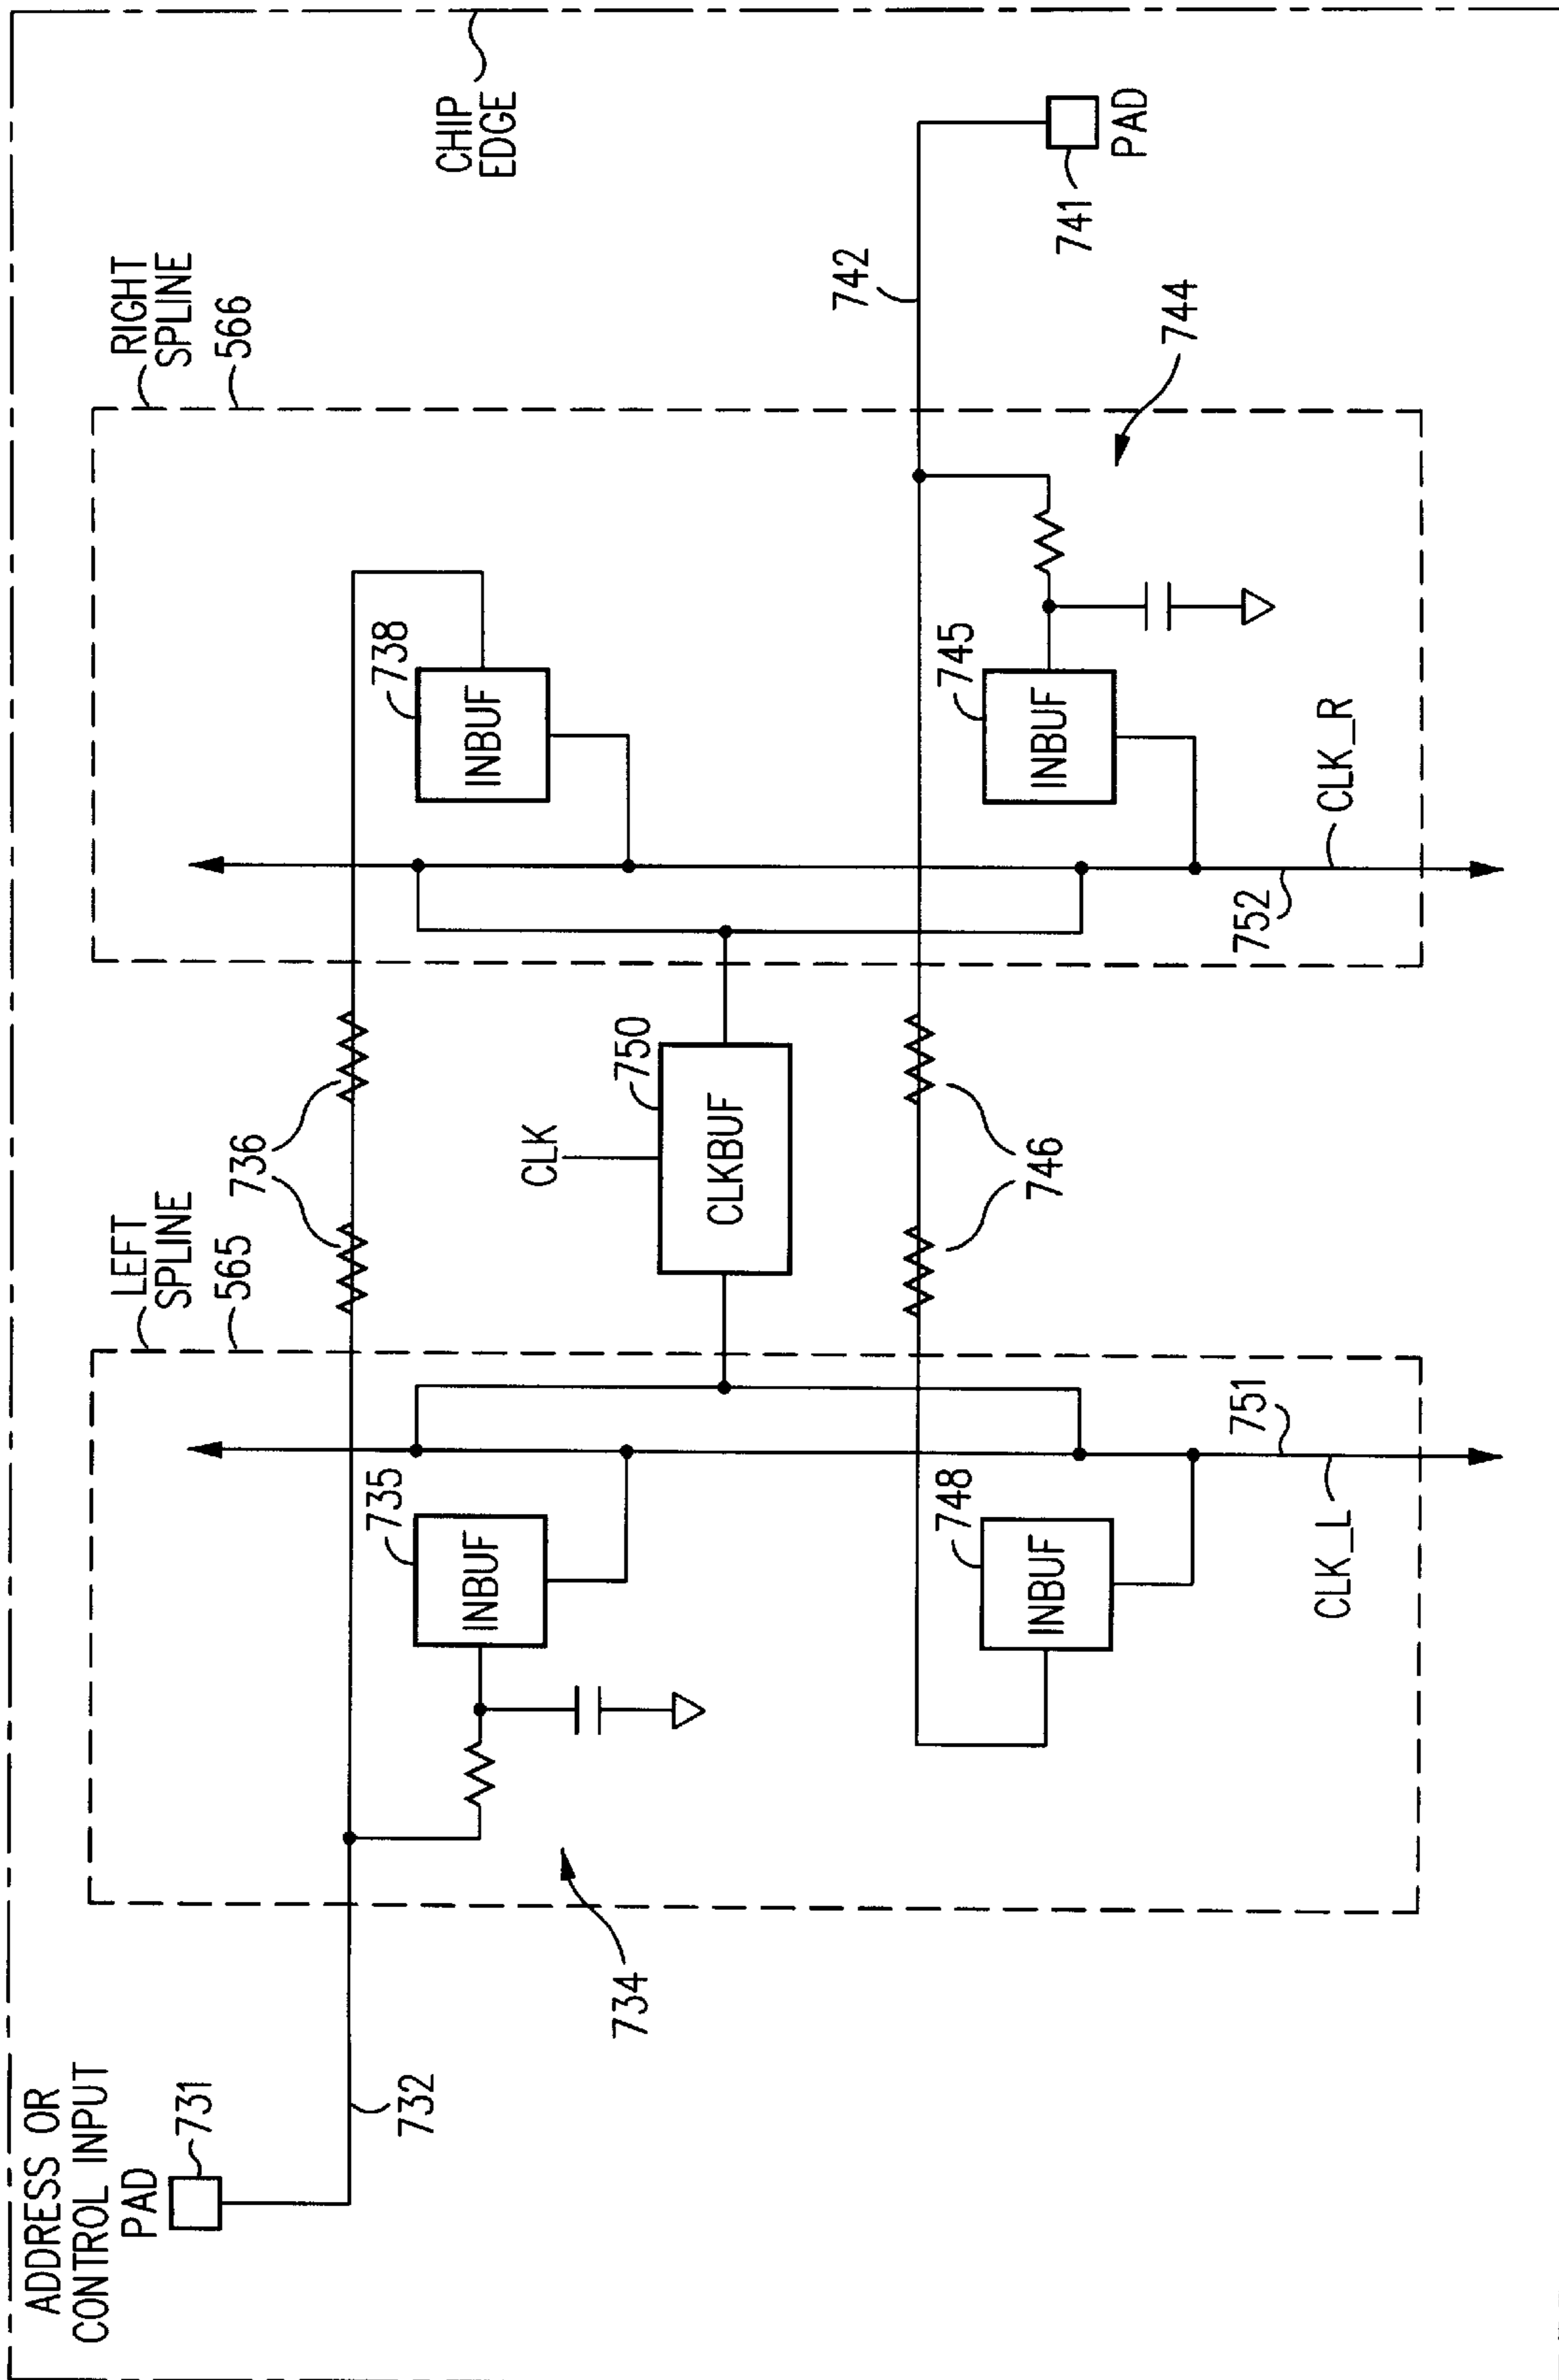 ADDRESS OR
CONTROL INPUT
PAD
731
732
734
LEFT
SPLINE
565
735
INBUF
748
INBUF
751
CLK_L
736
CLK
750
CLKBUF
746
RIGHT
SPLINE
566
738
INBUF
745
INBUF
752
CLK_R
742
744
CHIP
EDGE
741
PAD